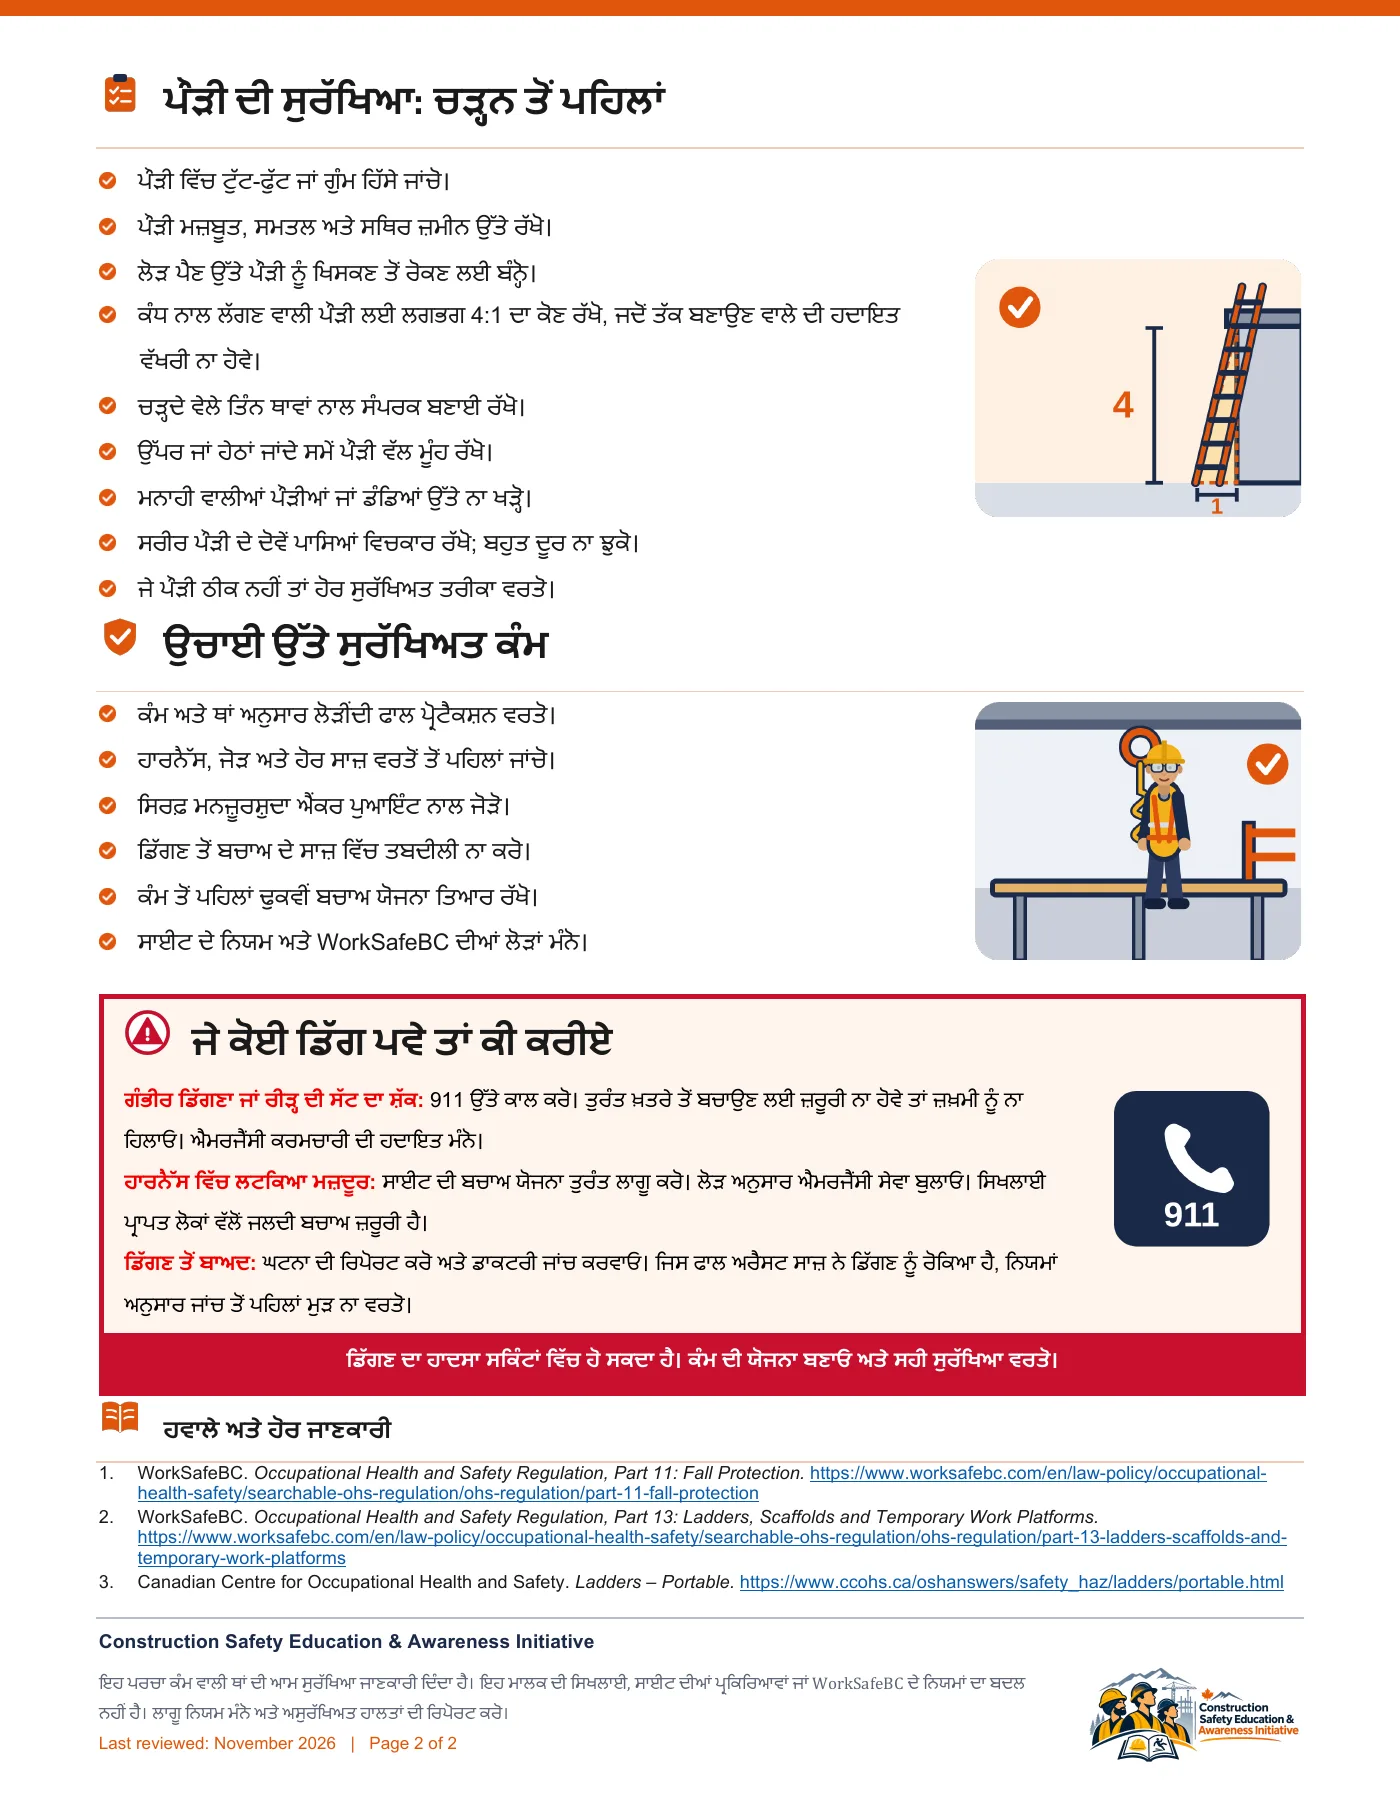 ਪੌੜੀ ਦੀ ਸੁਰੱਖਿਆ: ਚੜ੍ਹਨ ਤੋਂ ਪਹਿਲਾਂ
ਪੌੜੀ ਵਿੱਚ ਟੁੱਟ-ਫੁੱਟ ਜਾਂ ਗੁੰਮ ਹਿੱਸੇ ਜਾਂਚੋ।
ਪੌੜੀ ਮਜ਼ਬੂਤ, ਸਮਤਲ ਅਤੇ ਸਥਿਰ ਜ਼ਮੀਨ ਉੱਤੇ ਰੱਖੋ।
ਲੋੜ ਪੈਣ ਉੱਤੇ ਪੌੜੀ ਨੂੰ ਖਿਸਕਣ ਤੋਂ ਰੋਕਣ ਲਈ ਬੰਨ੍ਹੋ।
ਕੰਧ ਨਾਲ ਲੱਗਣ ਵਾਲੀ ਪੌੜੀ ਲਈ ਲਗਭਗ 4:1 ਦਾ ਕੋਣ ਰੱਖੋ, ਜਦੋਂ ਤੱਕ ਬਣਾਉਣ ਵਾਲੇ ਦੀ ਹਦਾਇਤ
ਵੱਖਰੀ ਨਾ ਹੋਵੇ।
ਚੜ੍ਹਦੇ ਵੇਲੇ ਤਿੰਨ ਥਾਵਾਂ ਨਾਲ ਸੰਪਰਕ ਬਣਾਈ ਰੱਖੋ।
ਉੱਪਰ ਜਾਂ ਹੇਠਾਂ ਜਾਂਦੇ ਸਮੇਂ ਪੌੜੀ ਵੱਲ ਮੂੰਹ ਰੱਖੋ।
ਮਨਾਹੀ ਵਾਲੀਆਂ ਪੌੜੀਆਂ ਜਾਂ ਡੰਡਿਆਂ ਉੱਤੇ ਨਾ ਖੜ੍ਹੋ।
ਸਰੀਰ ਪੌੜੀ ਦੇ ਦੋਵੇਂ ਪਾਸਿਆਂ ਵਿਚਕਾਰ ਰੱਖੋ; ਬਹੁਤ ਦੂਰ ਨਾ ਝੁਕੋ।
ਜੇ ਪੌੜੀ ਠੀਕ ਨਹੀਂ ਤਾਂ ਹੋਰ ਸੁਰੱਖਿਅਤ ਤਰੀਕਾ ਵਰਤੋ।
4
1
ਉਚਾਈ ਉੱਤੇ ਸੁਰੱਖਿਅਤ ਕੰਮ
ਕੰਮ ਅਤੇ ਥਾਂ ਅਨੁਸਾਰ ਲੋੜੀਂਦੀ ਫਾਲ ਪ੍ਰੋਟੈਕਸ਼ਨ ਵਰਤੋ।
ਹਾਰਨੈੱਸ, ਜੋੜ ਅਤੇ ਹੋਰ ਸਾਜ਼ ਵਰਤੋਂ ਤੋਂ ਪਹਿਲਾਂ ਜਾਂਚੋ।
ਸਿਰਫ਼ ਮਨਜ਼ੂਰਸ਼ੁਦਾ ਐਂਕਰ ਪੁਆਇੰਟ ਨਾਲ ਜੋੜੋ।
ਡਿੱਗਣ ਤੋਂ ਬਚਾਅ ਦੇ ਸਾਜ਼ ਵਿੱਚ ਤਬਦੀਲੀ ਨਾ ਕਰੋ।
ਕੰਮ ਤੋਂ ਪਹਿਲਾਂ ਢੁਕਵੀਂ ਬਚਾਅ ਯੋਜਨਾ ਤਿਆਰ ਰੱਖੋ।
ਸਾਈਟ ਦੇ ਨਿਯਮ ਅਤੇ WorkSafeBC ਦੀਆਂ ਲੋੜਾਂ ਮੰਨੋ।
ਜੇ ਕੋਈ ਡਿੱਗ ਪਵੇ ਤਾਂ ਕੀ ਕਰੀਏ
ਗੰਭੀਰ ਡਿੱਗਣਾ ਜਾਂ ਰੀੜ੍ਹ ਦੀ ਸੱਟ ਦਾ ਸ਼ੱਕ: 911 ਉੱਤੇ ਕਾਲ ਕਰੋ। ਤੁਰੰਤ ਖ਼ਤਰੇ ਤੋਂ ਬਚਾਉਣ ਲਈ ਜ਼ਰੂਰੀ ਨਾ ਹੋਵੇ ਤਾਂ ਜ਼ਖ਼ਮੀ ਨੂੰ ਨਾ
ਹਿਲਾਓ। ਐਮਰਜੈਂਸੀ ਕਰਮਚਾਰੀ ਦੀ ਹਦਾਇਤ ਮੰਨੋ।
ਹਾਰਨੈੱਸ ਵਿੱਚ ਲਟਕਿਆ ਮਜ਼ਦੂਰ: ਸਾਈਟ ਦੀ ਬਚਾਅ ਯੋਜਨਾ ਤੁਰੰਤ ਲਾਗੂ ਕਰੋ। ਲੋੜ ਅਨੁਸਾਰ ਐਮਰਜੈਂਸੀ ਸੇਵਾ ਬੁਲਾਓ। ਸਿਖਲਾਈ
ਪ੍ਰਾਪਤ ਲੋਕਾਂ ਵੱਲੋਂ ਜਲਦੀ ਬਚਾਅ ਜ਼ਰੂਰੀ ਹੈ।
ਡਿੱਗਣ ਤੋਂ ਬਾਅਦ: ਘਟਨਾ ਦੀ ਰਿਪੋਰਟ ਕਰੋ ਅਤੇ ਡਾਕਟਰੀ ਜਾਂਚ ਕਰਵਾਓ। ਜਿਸ ਫਾਲ ਅਰੈਸਟ ਸਾਜ਼ ਨੇ ਡਿੱਗਣ ਨੂੰ ਰੋਕਿਆ ਹੈ, ਨਿਯਮਾਂ
ਅਨੁਸਾਰ ਜਾਂਚ ਤੋਂ ਪਹਿਲਾਂ ਮੁੜ ਨਾ ਵਰਤੋ।
911
ਡਿੱਗਣ ਦਾ ਹਾਦਸਾ ਸਕਿੰਟਾਂ ਵਿੱਚ ਹੋ ਸਕਦਾ ਹੈ। ਕੰਮ ਦੀ ਯੋਜਨਾ ਬਣਾਓ ਅਤੇ ਸਹੀ ਸੁਰੱਖਿਆ ਵਰਤੋ।
ਹਵਾਲੇ ਅਤੇ ਹੋਰ ਜਾਣਕਾਰੀ
1. WorkSafeBC. Occupational Health and Safety Regulation, Part 11: Fall Protection. https://www.worksafebc.com/en/law-policy/occupational-
health-safety/searchable-ohs-regulation/ohs-regulation/part-11-fall-protection
2. WorkSafeBC. Occupational Health and Safety Regulation, Part 13: Ladders, Scaffolds and Temporary Work Platforms.
https://www.worksafebc.com/en/law-policy/occupational-health-safety/searchable-ohs-regulation/ohs-regulation/part-13-ladders-scaffolds-and-
temporary-work-platforms
3. Canadian Centre for Occupational Health and Safety. Ladders – Portable. https://www.ccohs.ca/oshanswers/safety_haz/ladders/portable.html
Construction Safety Education & Awareness Initiative
ਇਹ ਪਰਚਾ ਕੰਮ ਵਾਲੀ ਥਾਂ ਦੀ ਆਮ ਸੁਰੱਖਿਆ ਜਾਣਕਾਰੀ ਦਿੰਦਾ ਹੈ। ਇਹ ਮਾਲਕ ਦੀ ਸਿਖਲਾਈ, ਸਾਈਟ ਦੀਆਂ ਪ੍ਰਕਿਰਿਆਵਾਂ ਜਾਂ WorkSafeBC ਦੇ ਨਿਯਮਾਂ ਦਾ ਬਦਲ
ਨਹੀਂ ਹੈ। ਲਾਗੂ ਨਿਯਮ ਮੰਨੋ ਅਤੇ ਅਸੁਰੱਖਿਅਤ ਹਾਲਤਾਂ ਦੀ ਰਿਪੋਰਟ ਕਰੋ।
Last reviewed: November 2026 | Page 2 of 2
Construction
Safety Education &
Awareness Initiative